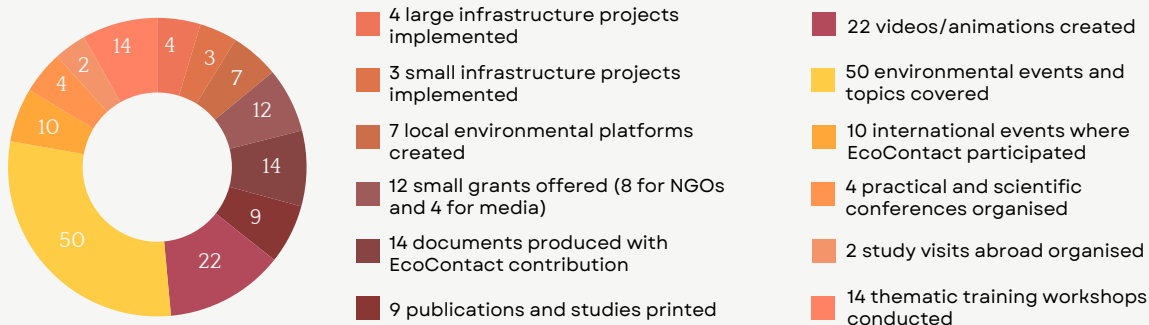 4
3
7
12
14
9
22
50
10
4
2
14
4 large infrastructure projects
implemented
3 small infrastructure projects
implemented
7 local environmental platforms
created
12 small grants offered (8 for NGOs
and 4 for media)
14 documents produced with
EcoContact contribution
9 publications and studies printed
22 videos/animations created
50 environmental events and
topics covered
10 international events where
EcoContact participated
4 practical and scientific
conferences organised
2 study visits abroad organised
14 thematic training workshops
conducted